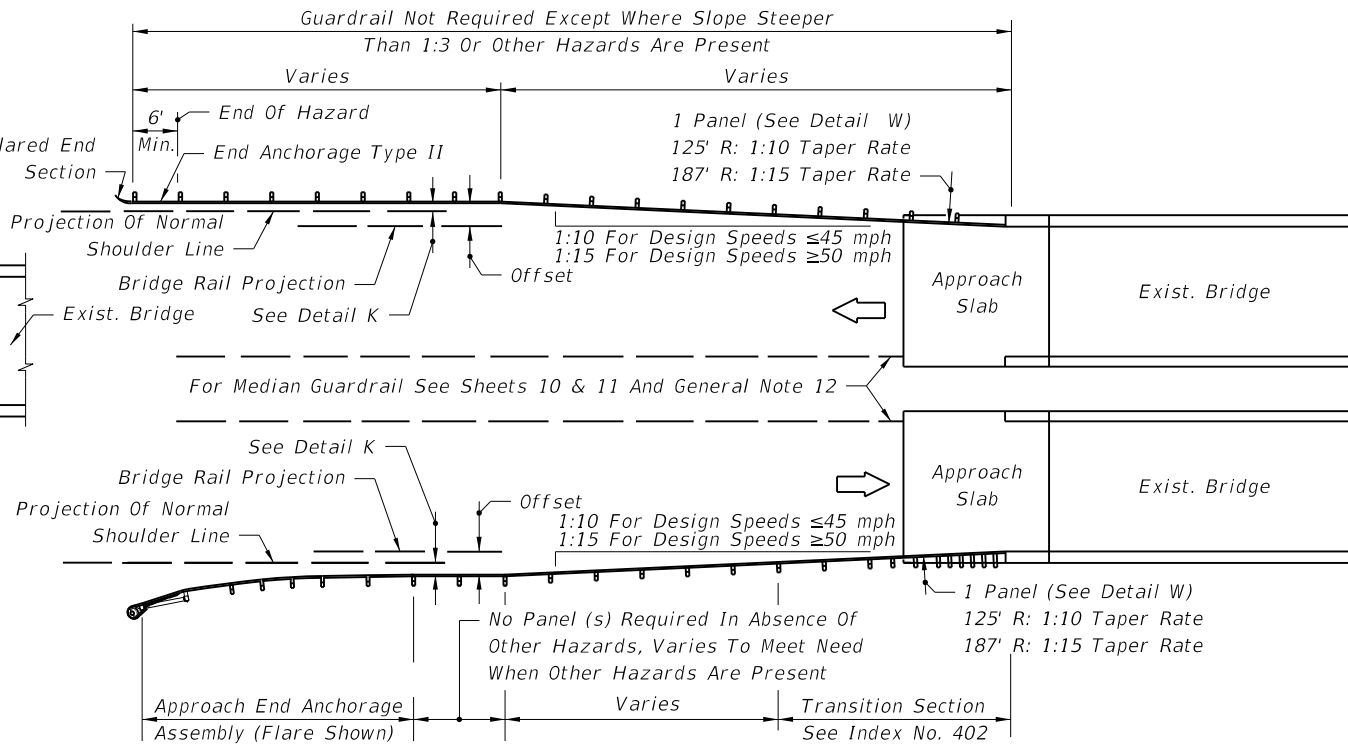 Guardrail Not Required Except Where Slope Steeper
Than 1:3 Or Other Hazards Are Present
Varies
Varies
6'
Min.
End Of Hazard
1 Panel (See Detail W)
125' R: 1:10 Taper Rate
187' R: 1:15 Taper Rate
lared End
Section
End Anchorage Type II
Projection Of Normal
Shoulder Line
1:10 For Design Speeds ≤45 mph
1:15 For Design Speeds ≥50 mph
Bridge Rail Projection
Offset
See Detail K
Exist. Bridge
Approach
Slab
Exist. Bridge
For Median Guardrail See Sheets 10 & 11 And General Note 12
See Detail K
Bridge Rail Projection
Approach
Slab
Exist. Bridge
Projection Of Normal
Shoulder Line
Offset
1:10 For Design Speeds ≤45 mph
1:15 For Design Speeds ≥50 mph
1 Panel (See Detail W)
125' R: 1:10 Taper Rate
187' R: 1:15 Taper Rate
No Panel (s) Required In Absence Of
Other Hazards, Varies To Meet Need
When Other Hazards Are Present
Approach End Anchorage
Assembly (Flare Shown)
Varies
Transition Section
See Index No. 402